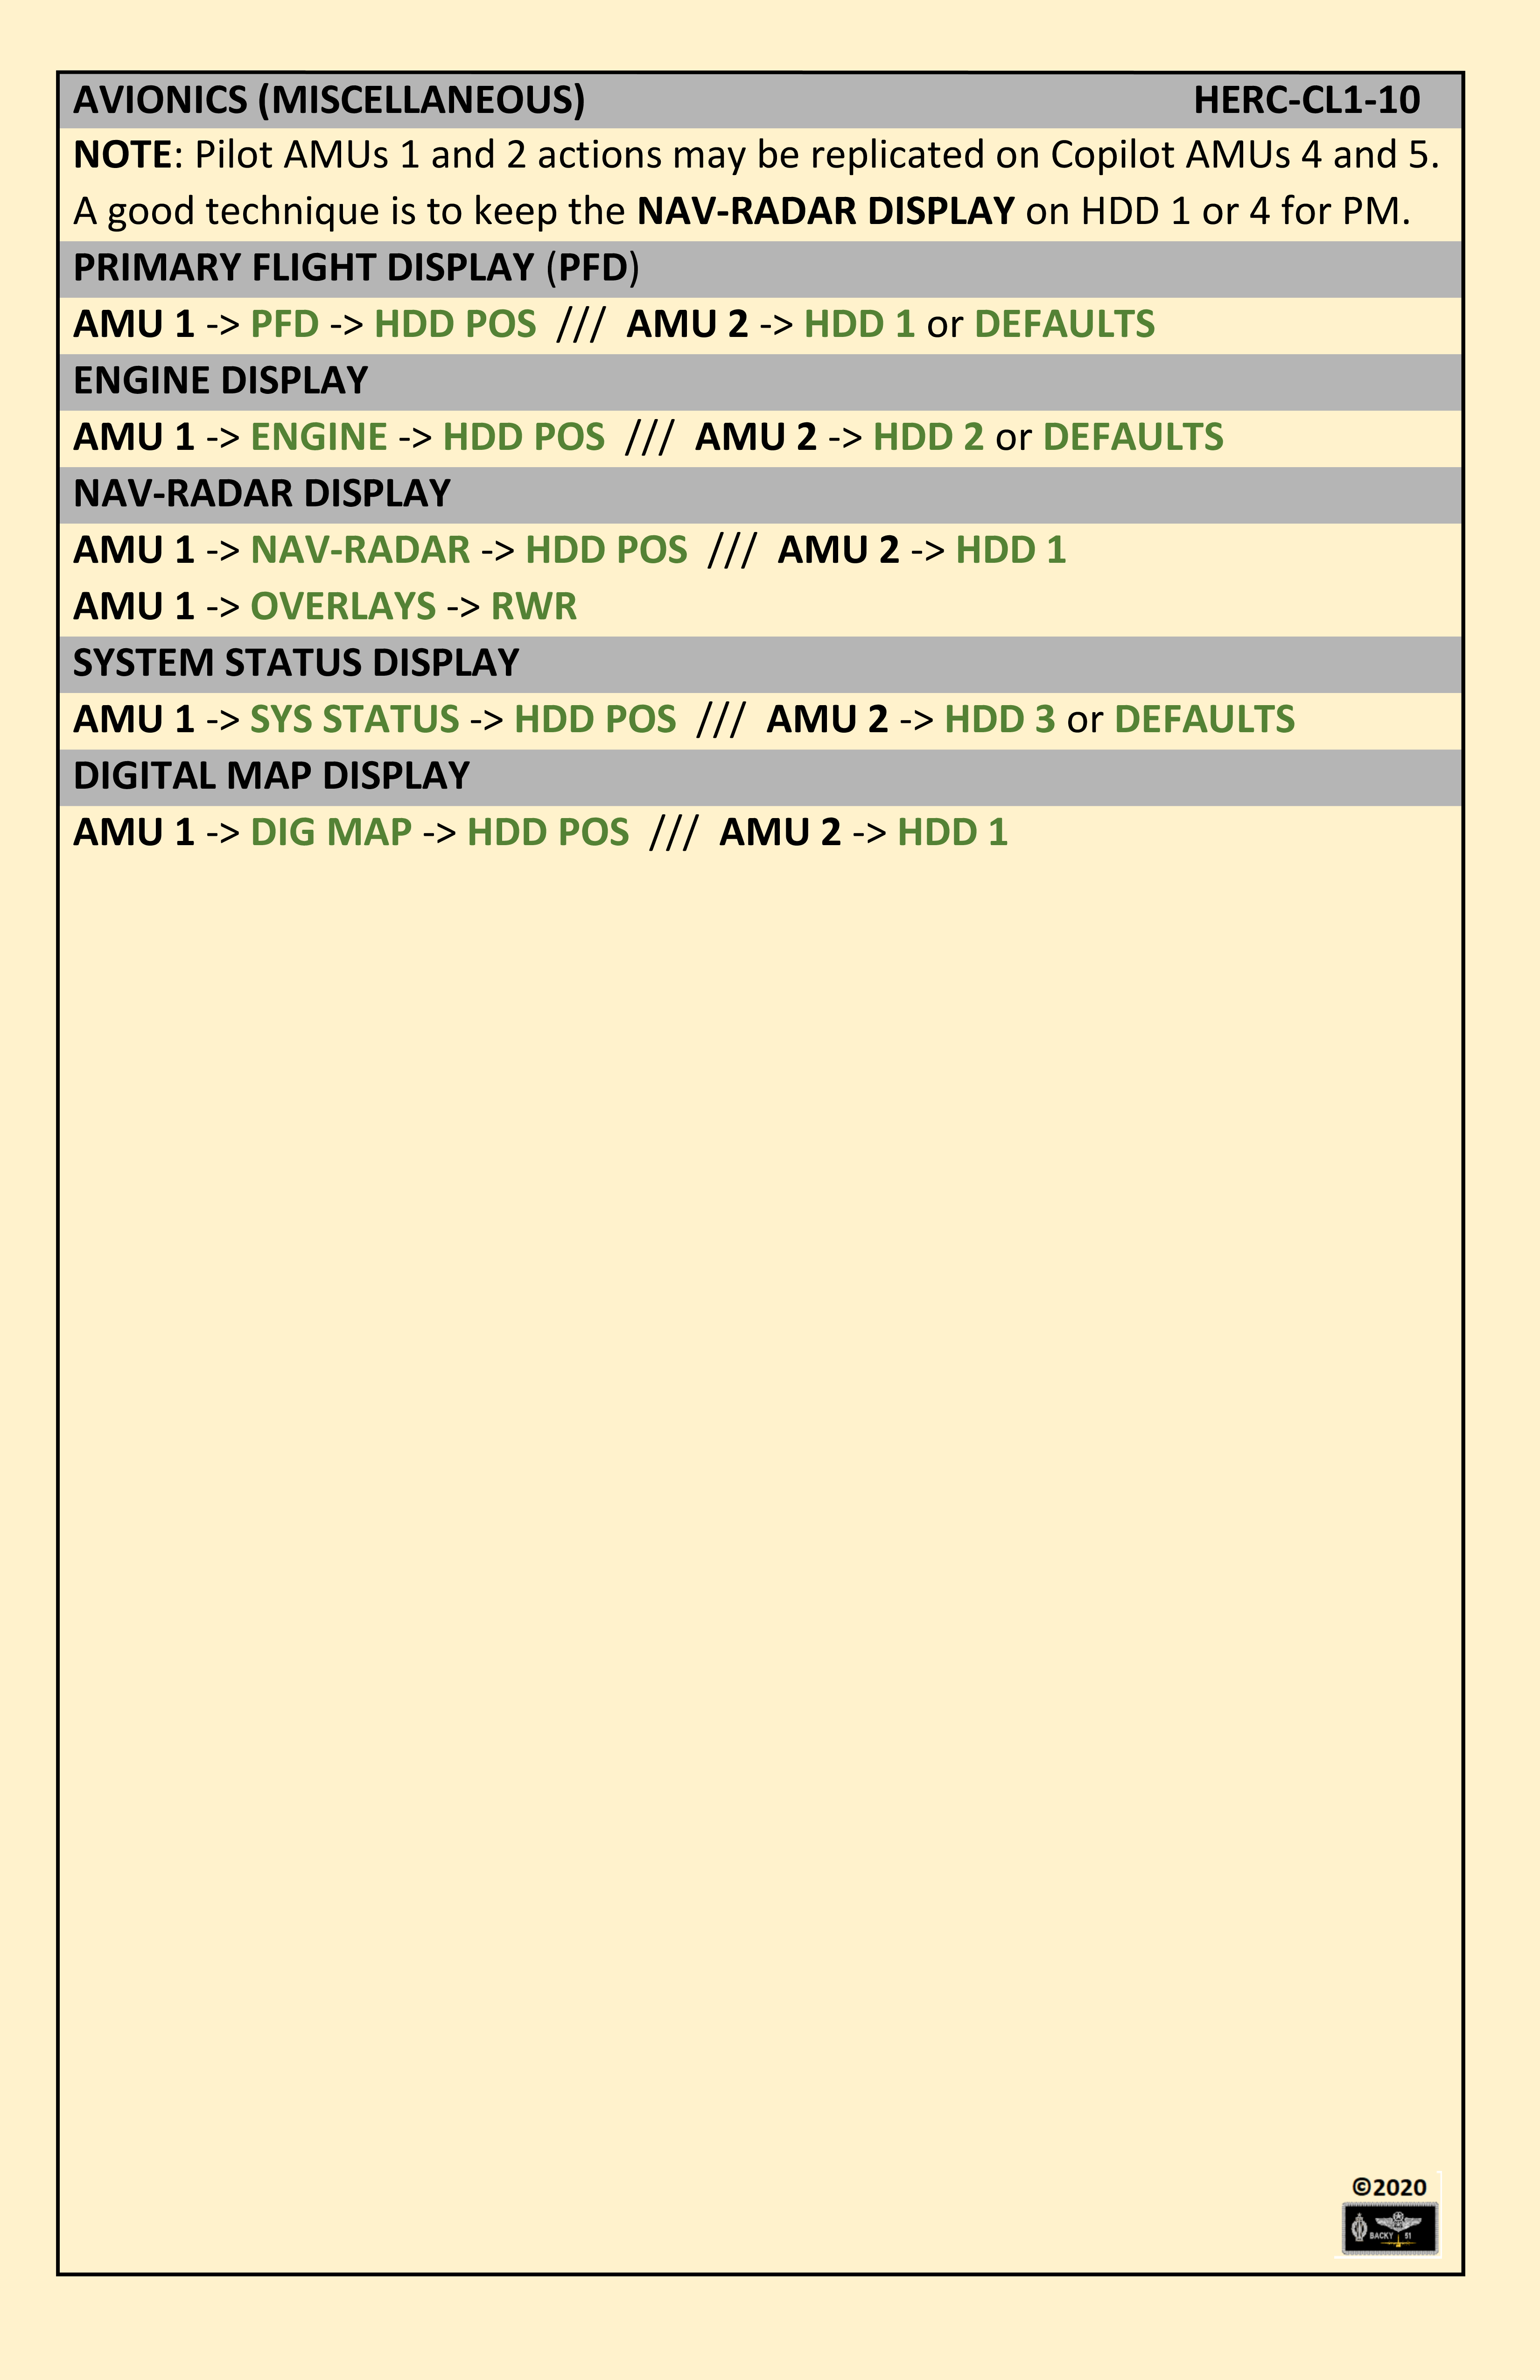 AVIONICS (MISCELLANEOUS) HERC-CL1-10
NOTE: Pilot AMUs 1 and 2 actions may be replicated on Copilot AMUs 4 and 5.
A good technique is to keep the NAV-RADAR DISPLAY on HDD 1 or 4 for PM.
PRIMARY FLIGHT DISPLAY (PFD)
AMU 1 -> PFD -> HDD POS /// AMU 2 -> HDD 1 or DEFAULTS
ENGINE DISPLAY
AMU 1 -> ENGINE -> HDD POS /// AMU 2 -> HDD 2 or DEFAULTS
NAV-RADAR DISPLAY
AMU 1 -> NAV-RADAR -> HDD POS /// AMU 2 -> HDD 1
AMU 1 -> OVERLAYS -> RWR
SYSTEM STATUS DISPLAY
AMU 1 -> SYS STATUS -> HDD POS /// AMU 2 -> HDD 3 or DEFAULTS
DIGITAL MAP DISPLAY
AMU 1 -> DIG MAP -> HDD POS /// AMU 2 -> HDD 1
©2020
BACKY 51